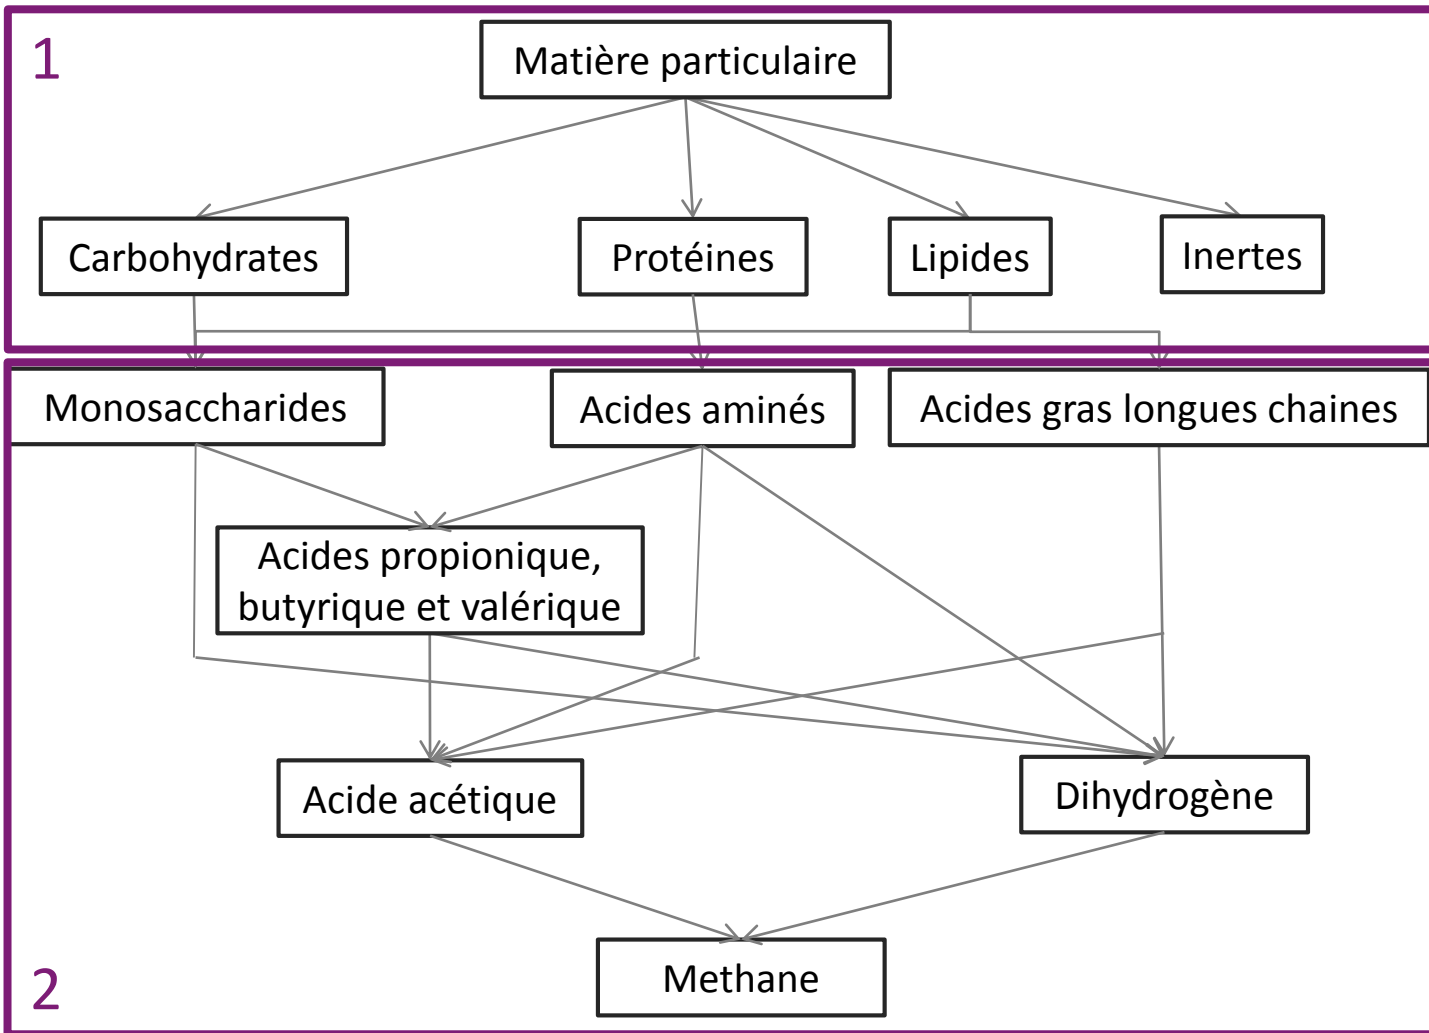 1
Matière particulaire
Carbohydrates
Protéines
Lipides
Inertes
Monosaccharides
Acides aminés
Acides gras longues chaines
Acides propionique,
butyrique et valérique
Acide acétique
Dihydrogène
Methane
2